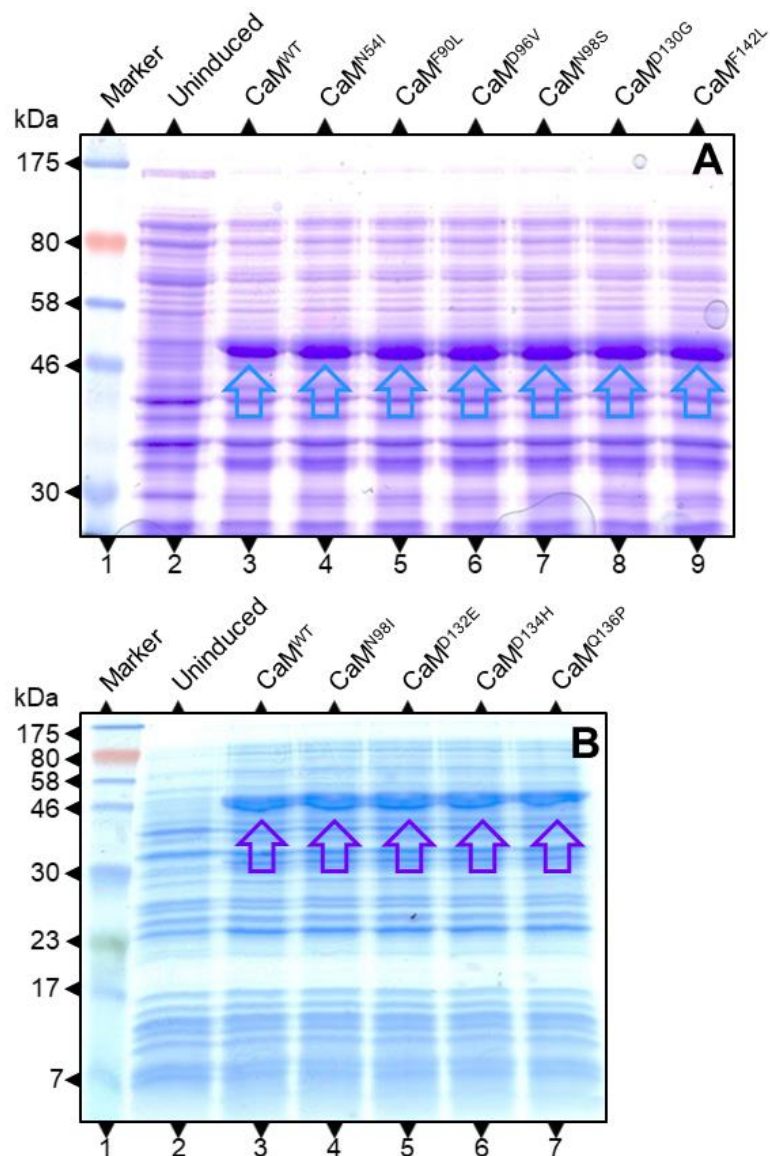 Marker Uninduced CaMWT CaMN54I CaMF90L CaMD96V CaMN98S CaMD130G CaMF142L
kDa
A
175
80
58
46
30
1 2 3 4 5 6 7 8 9
Marker Uninduced CaMWT CaMN98I CaMD132E CaMD134H CaMQ136P
kDa
B
175
80
58
46
30
23
17
7
1 2 3 4 5 6 7